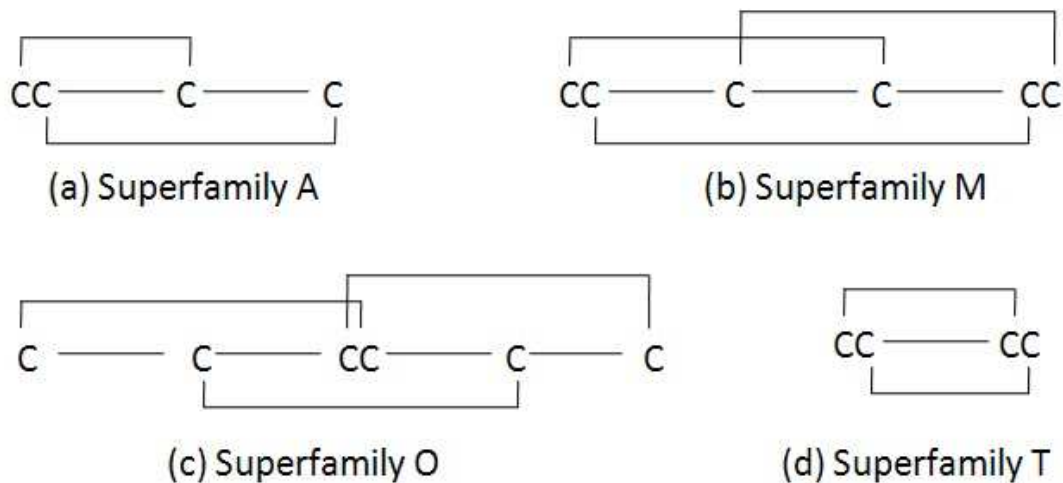 CC C C
CC C C CC
(a) Superfamily A
(b) Superfamily M
C C CC C C
CC CC
(c) Superfamily O
(d) Superfamily T